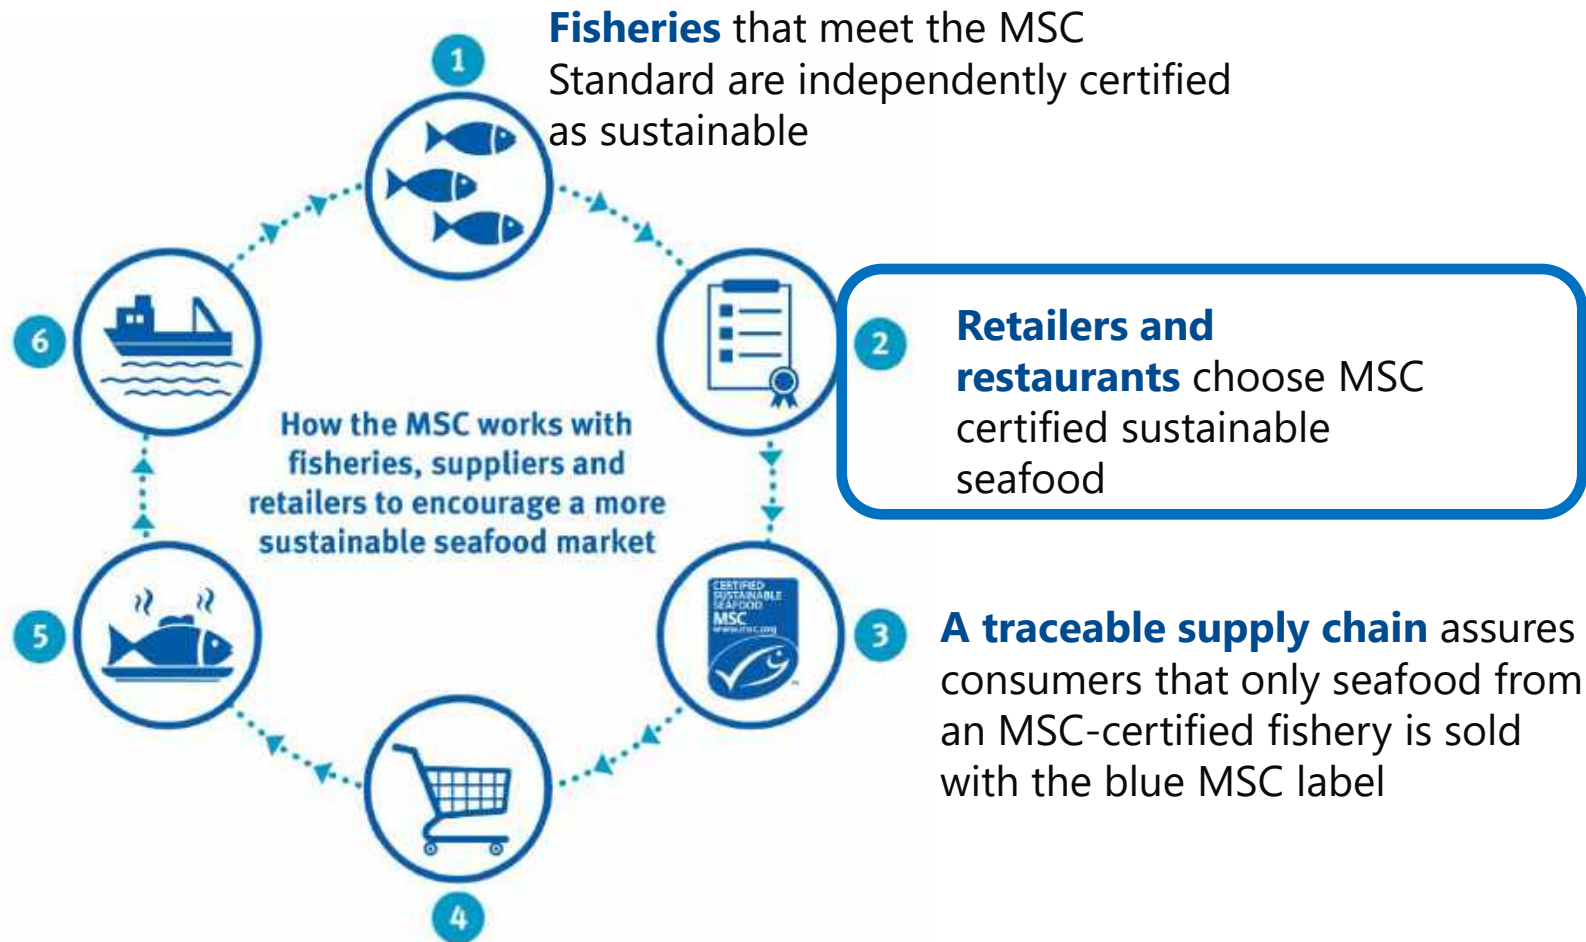 Fisheries that meet the MSC
Standard are independently certified
as sustainable
1
2
Retailers and
restaurants choose MSC
certified sustainable
seafood
6
How the MSC works with
fisheries, suppliers and
retailers to encourage a more
sustainable seafood market
CERTIFIED
SUSTAINABLE
SEAFOOD
MSC
www.msc.org
3
A traceable supply chain assures
consumers that only seafood from
an MSC-certified fishery is sold
with the blue MSC label
5
4